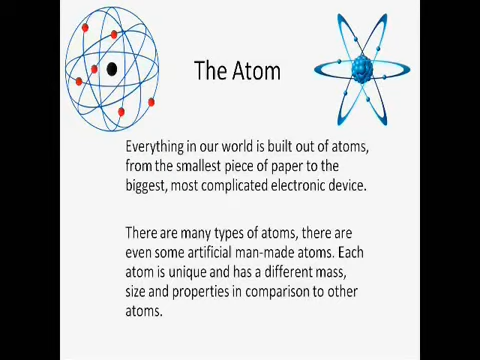 The Atom
Everything in our world is built out of atoms,
from the smallest piece of paper to the
biggest, most complicated electronic device.
There are many types of atoms, there are
even some artificial man-made atoms. Each
atom is unique and has a different mass,
size and properties in comparison to other
atoms.